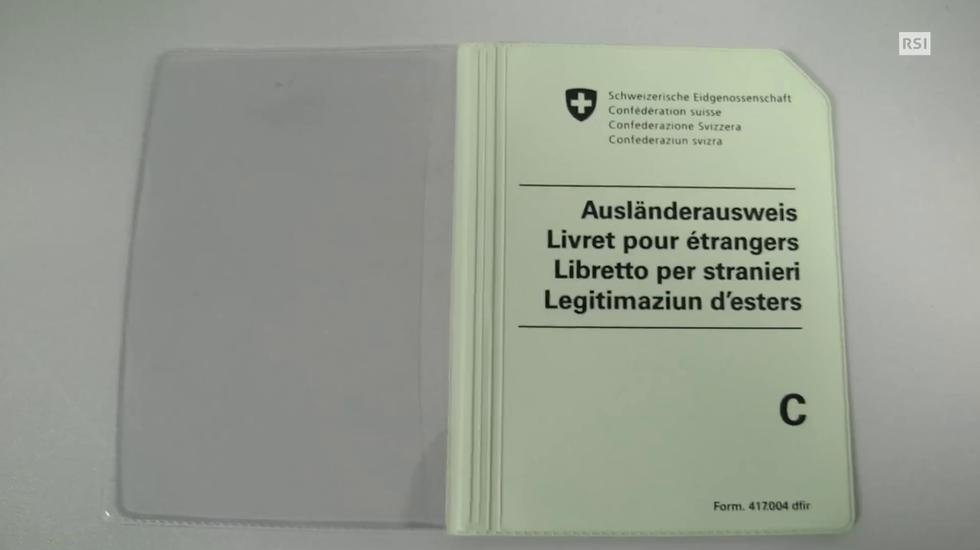 RSI
Schweizerische Eidgenossenschaft
Confédération suisse
Confederazione Svizzera
Confederaziun svizra
Ausländerausweis
Livret pour étrangers
Libretto per stranieri
Legitimaziun d'esters
C
Form. 417.004 dfir